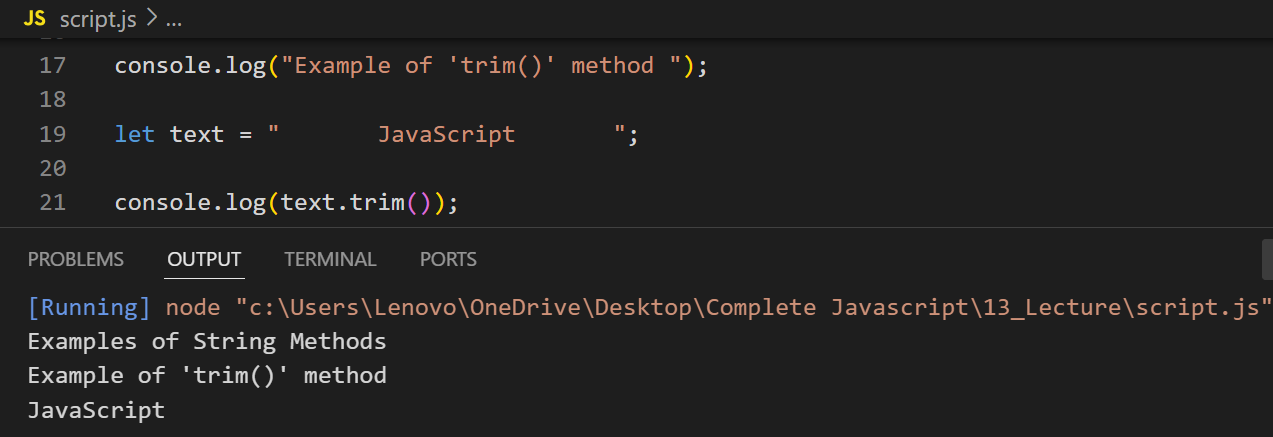 JS script.js > ...
17 console.log("Example of 'trim()' method ");
18
19 let text = "       JavaScript       ";
20
21 console.log(text.trim());
PROBLEMS OUTPUT TERMINAL PORTS
[Running] node "c:\Users\Lenovo\OneDrive\Desktop\Complete Javascript\13_Lecture\script.js"
Examples of String Methods
Example of 'trim()' method
JavaScript